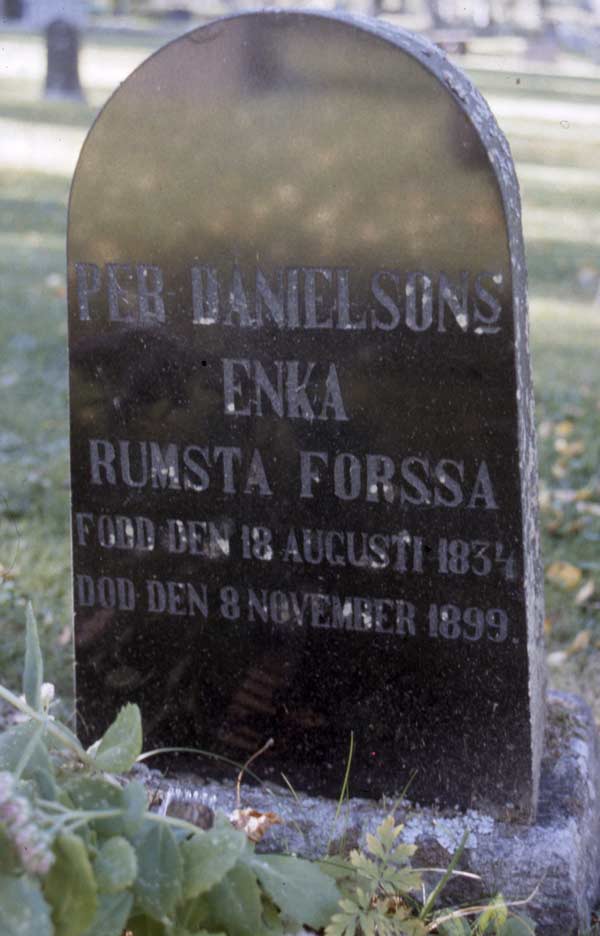 PER DANIELSONS
ENKA
RUMSTA FORSSA
FÖDD DEN 18 AUGUSTI 1834
DÖD DEN 8 NOVEMBER 1899.